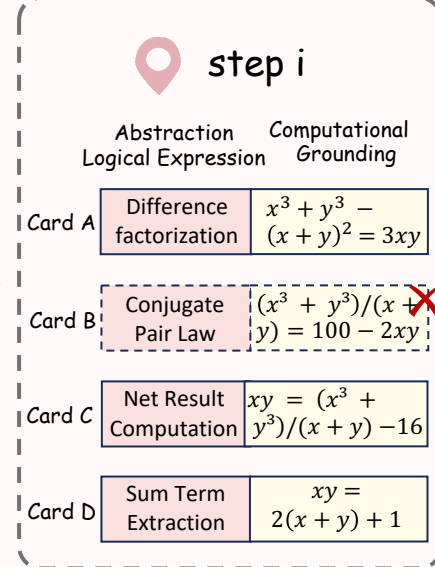 step i
Abstraction
Logical Expression
Computational
Grounding
Card A
Difference
factorization
x³ + y³ −
(x + y)² = 3xy
Card B
Conjugate
Pair Law
(x³ + y³)/(x +
y) = 100 − 2xy
Card C
Net Result
Computation
xy = (x³ +
y³)/(x + y) −16
Card D
Sum Term
Extraction
xy =
2(x + y) + 1